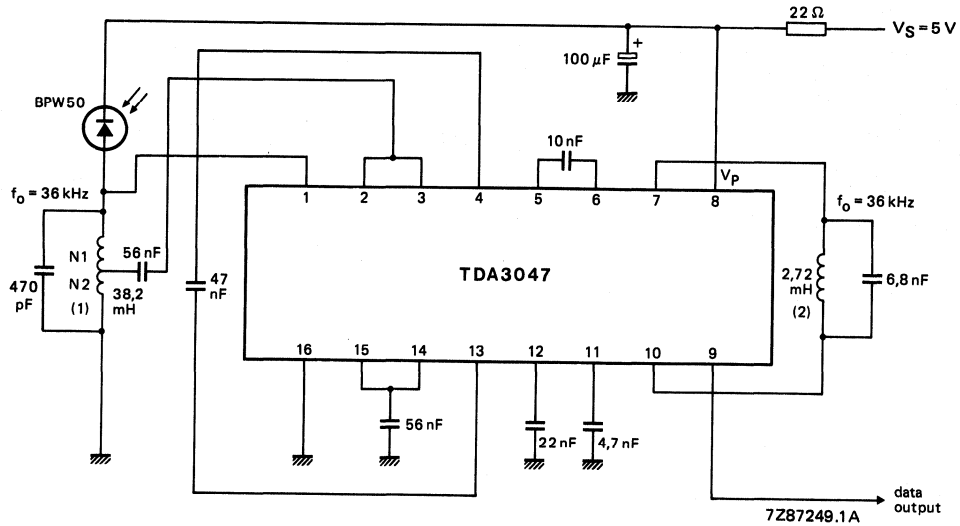 22 Ω
V_S = 5 V
+
100 µF
BPW50
10 nF
1 2 3 4 5 6 7 8
V_P
f_o = 36 kHz
f_o = 36 kHz
N1
56 nF
N2
470
pF
(1)
38,2
mH
47
nF
TDA3047
2,72
mH
(2)
6,8 nF
16 15 14 13 12 11 10 9
56 nF
22 nF
4,7 nF
data
output
7Z87249.1A